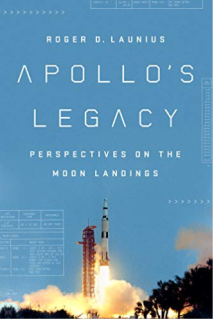 ROGER D. LAUNIUS
APOLLO'S
LEGACY
PERSPECTIVES ON THE
MOON LANDINGS